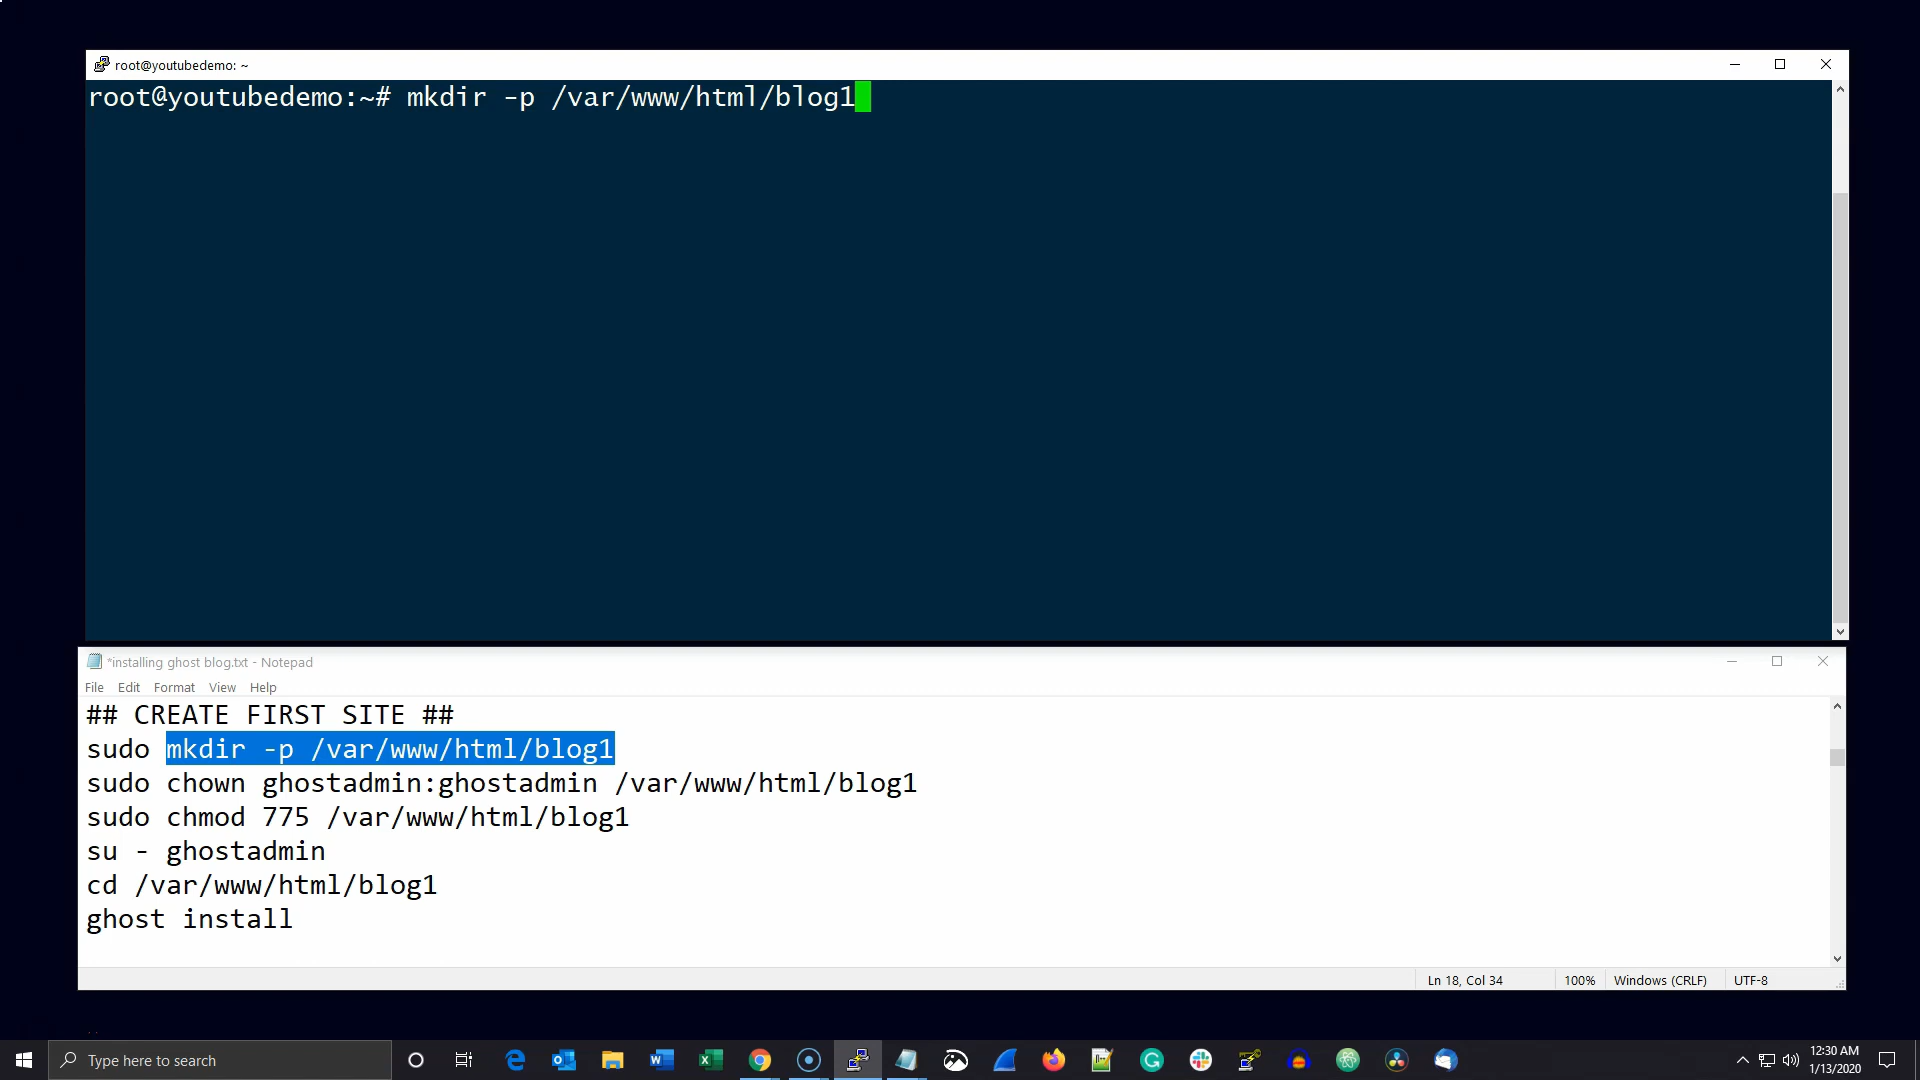 root@youtubedemo: ~
root@youtubedemo:~# mkdir -p /var/www/html/blog1
*installing ghost blog.txt - Notepad
File Edit Format View Help
## CREATE FIRST SITE ##
sudo mkdir -p /var/www/html/blog1
sudo chown ghostadmin:ghostadmin /var/www/html/blog1
sudo chmod 775 /var/www/html/blog1
su - ghostadmin
cd /var/www/html/blog1
ghost install
Ln 18, Col 34 100% Windows (CRLF) UTF-8
Type here to search
12:30 AM
1/13/2020